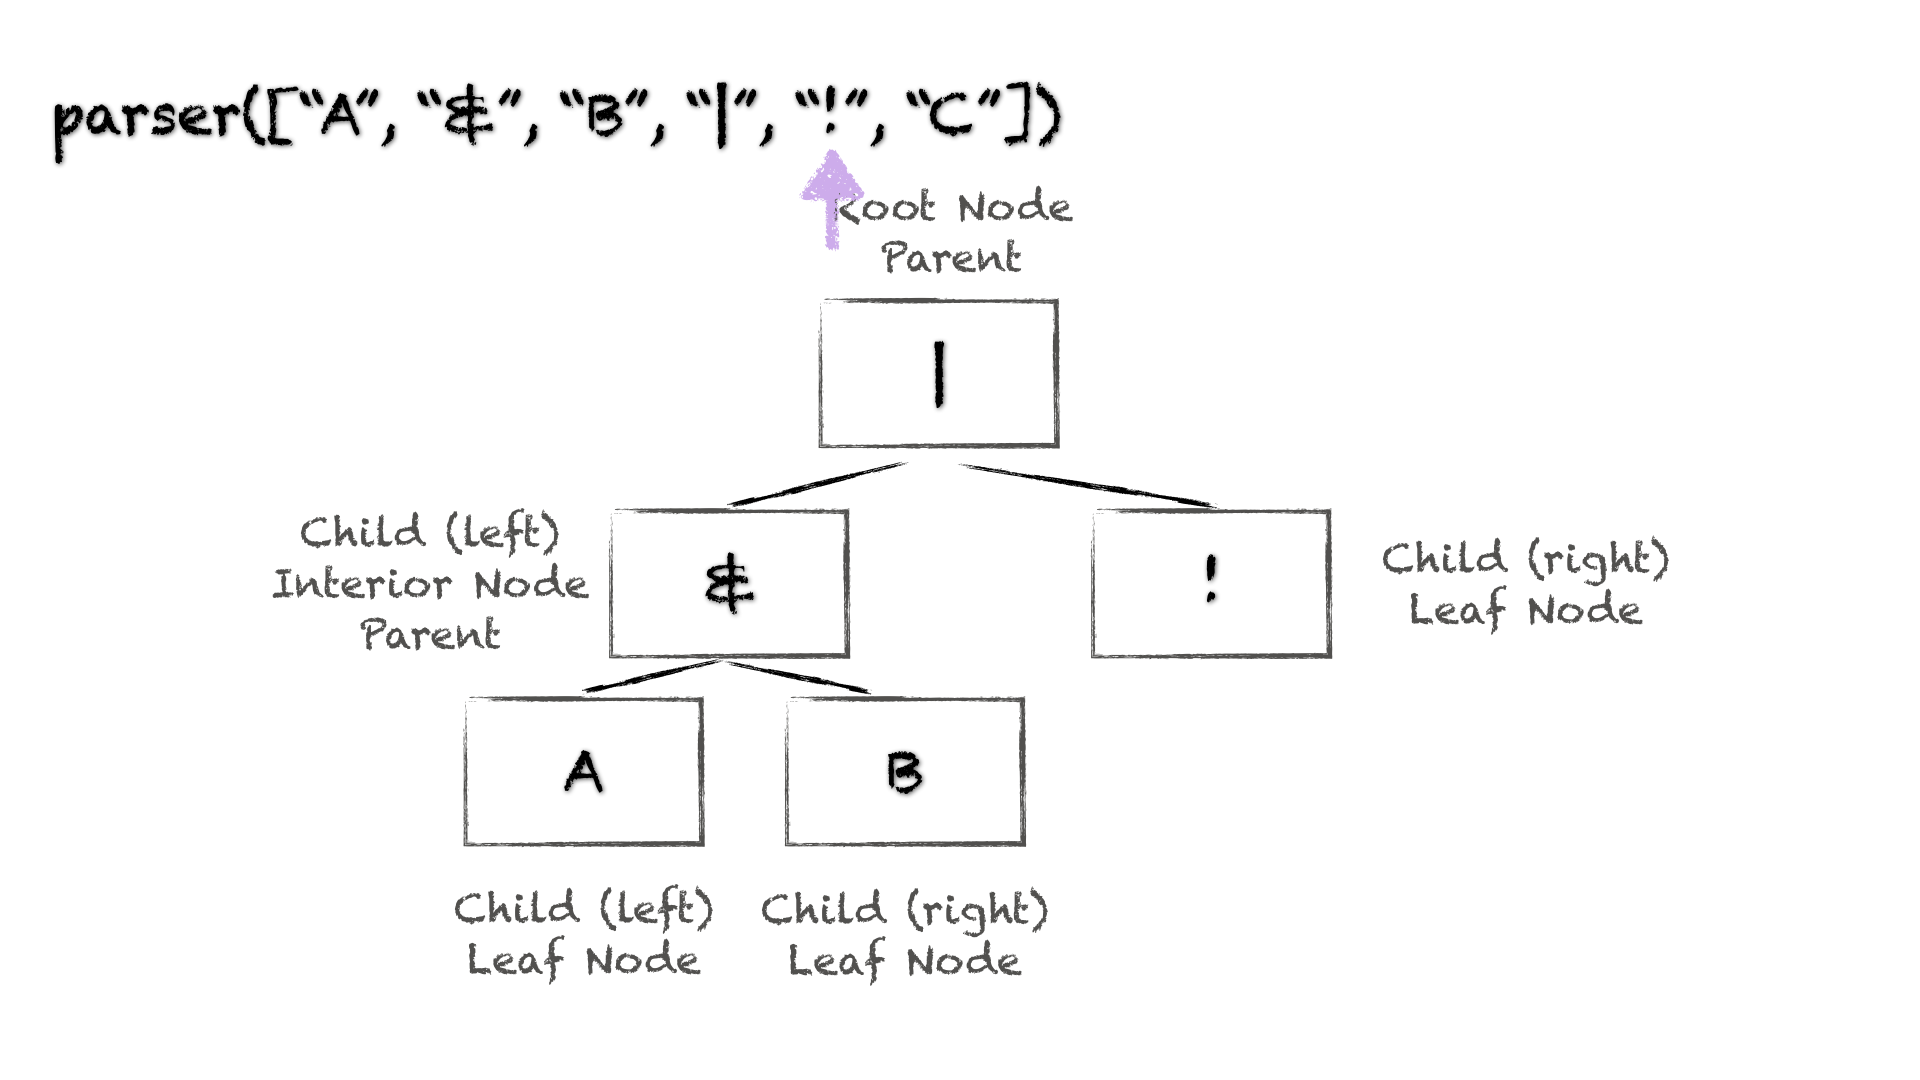 parser([“A”, “&”, “B”, “|”, “!”, “C”])
Root Node
Parent
|
Child (left)
Interior Node
Parent
&
!
Child (right)
Leaf Node
A
B
Child (left)
Leaf Node
Child (right)
Leaf Node